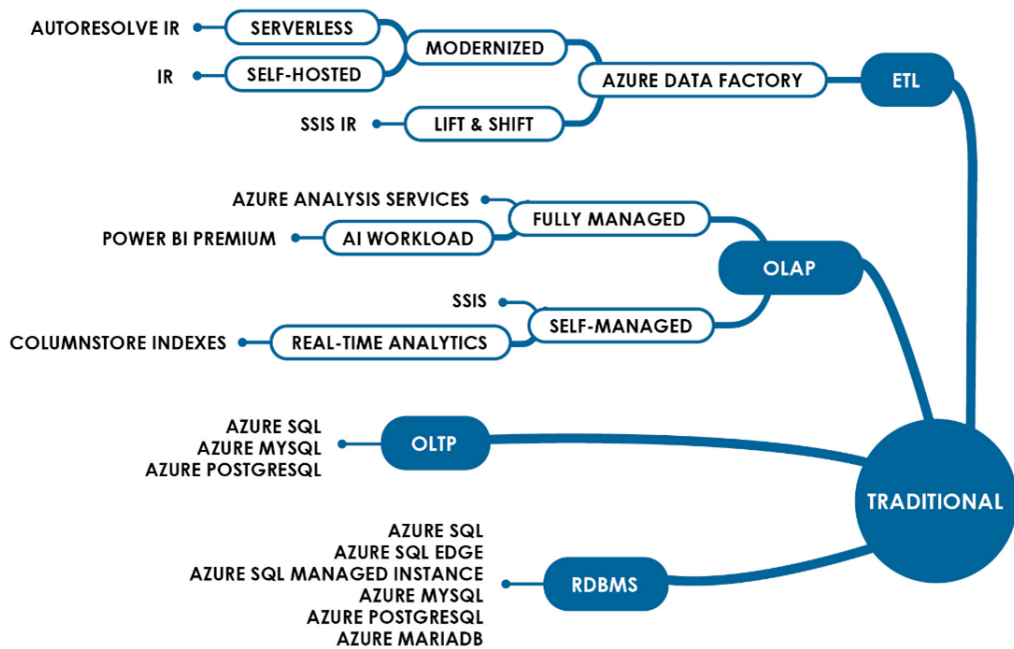 AUTORESOLVE IR
SERVERLESS
MODERNIZED
IR
SELF-HOSTED
AZURE DATA FACTORY
ETL
SSIS IR
LIFT & SHIFT
AZURE ANALYSIS SERVICES
FULLY MANAGED
POWER BI PREMIUM
AI WORKLOAD
OLAP
SSIS
SELF-MANAGED
COLUMNSTORE INDEXES
REAL-TIME ANALYTICS
AZURE SQL
AZURE MYSQL
AZURE POSTGRESQL
OLTP
TRADITIONAL
AZURE SQL
AZURE SQL EDGE
AZURE SQL MANAGED INSTANCE
AZURE MYSQL
AZURE POSTGRESQL
AZURE MARIADB
RDBMS